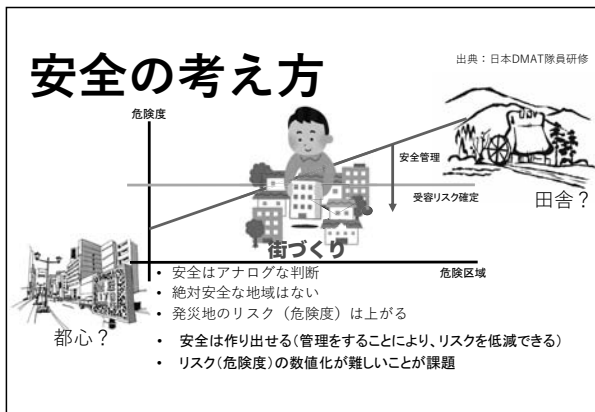 安全の考え方
出典：日本DMAT隊員研修
危険度
安全管理
受容リスク確定
田舎？
街づくり
危険区域
都心？
• 安全はアナログな判断
• 絶対安全な地域はない
• 発災地のリスク（危険度）は上がる
• 安全は作り出せる(管理をすることにより、リスクを低減できる)
• リスク(危険度)の数値化が難しいことが課題